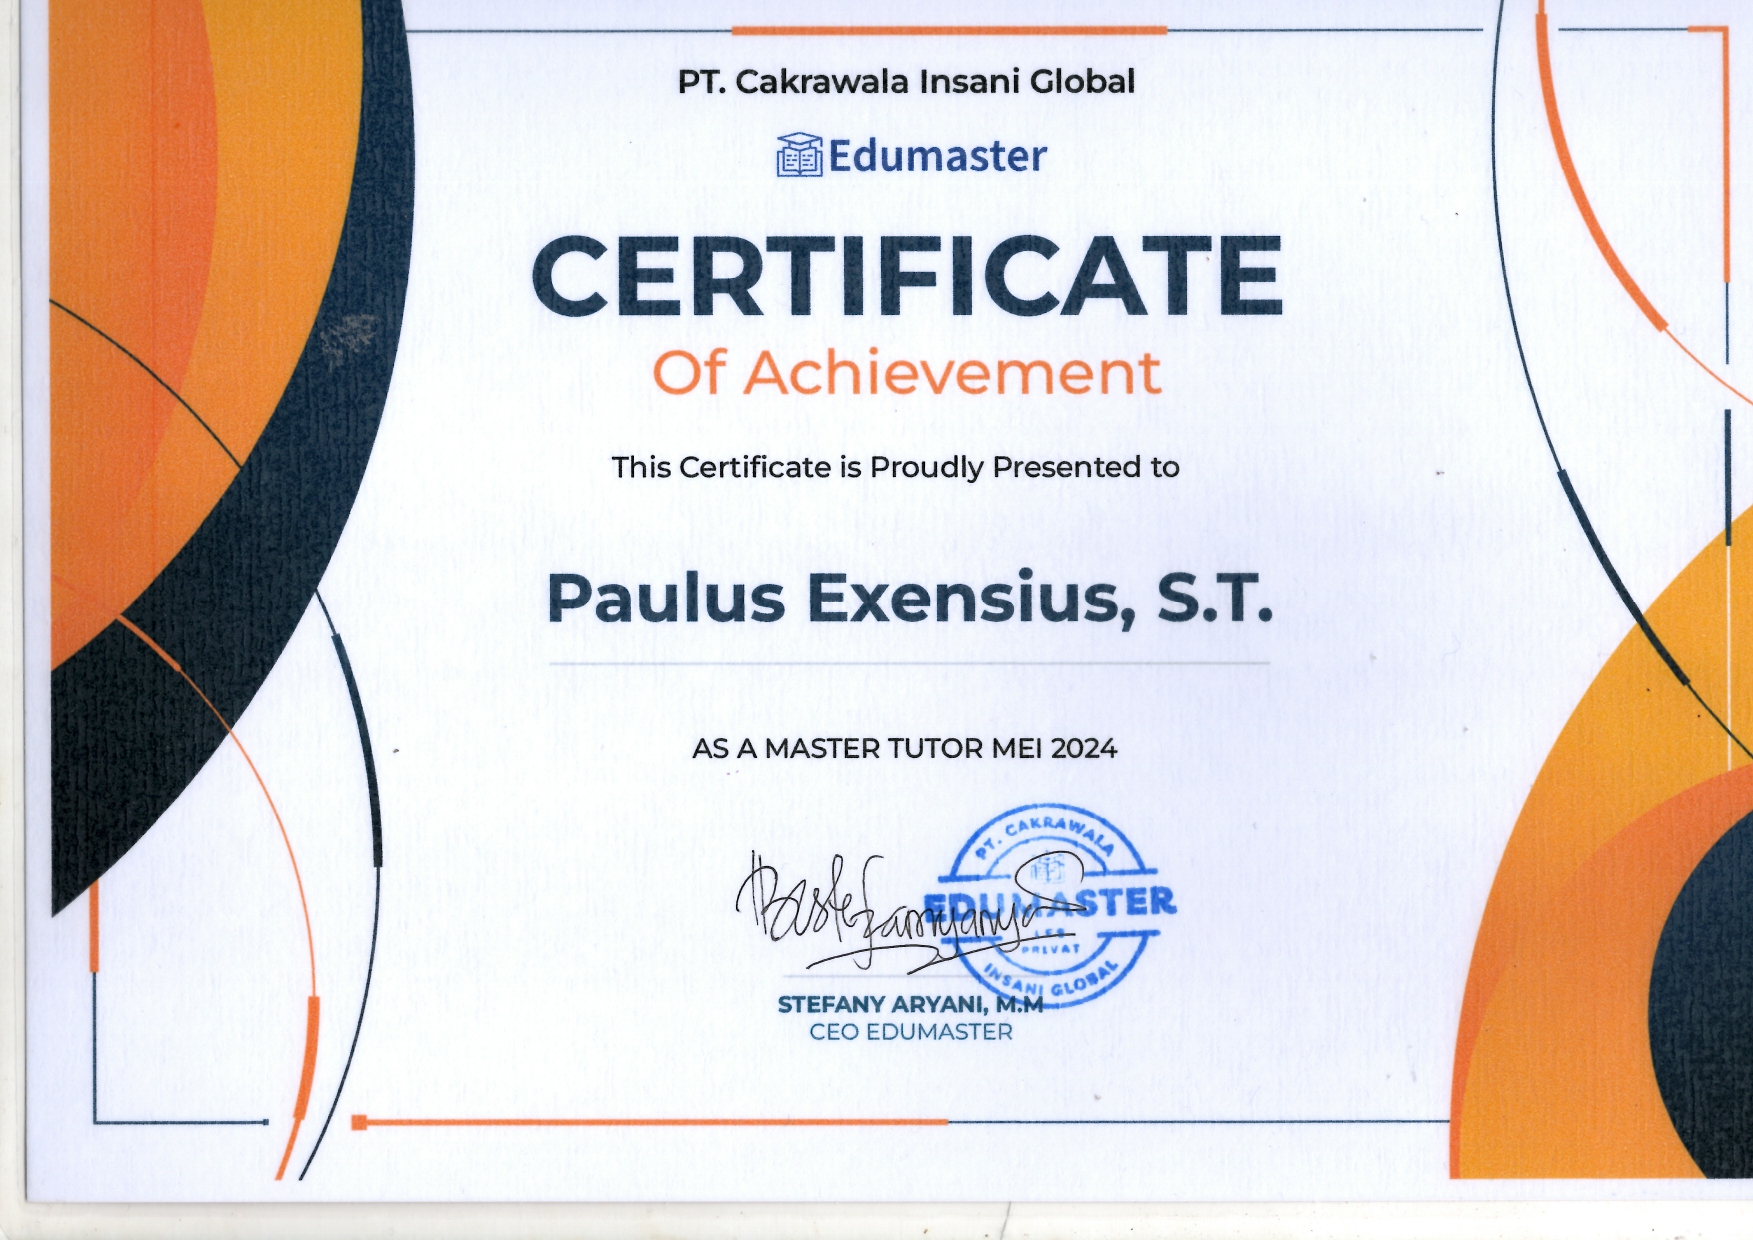 PT. Cakrawala Insani Global
Edumaster
CERTIFICATE
Of Achievement
This Certificate is Proudly Presented to
Paulus Exensius, S.T.
AS A MASTER TUTOR MEI 2024
PT. CAKRAWALA
EDUMASTER
LES
PRIVAT
INSANI GLOBAL
STEFANY ARYANI, M.M
CEO EDUMASTER